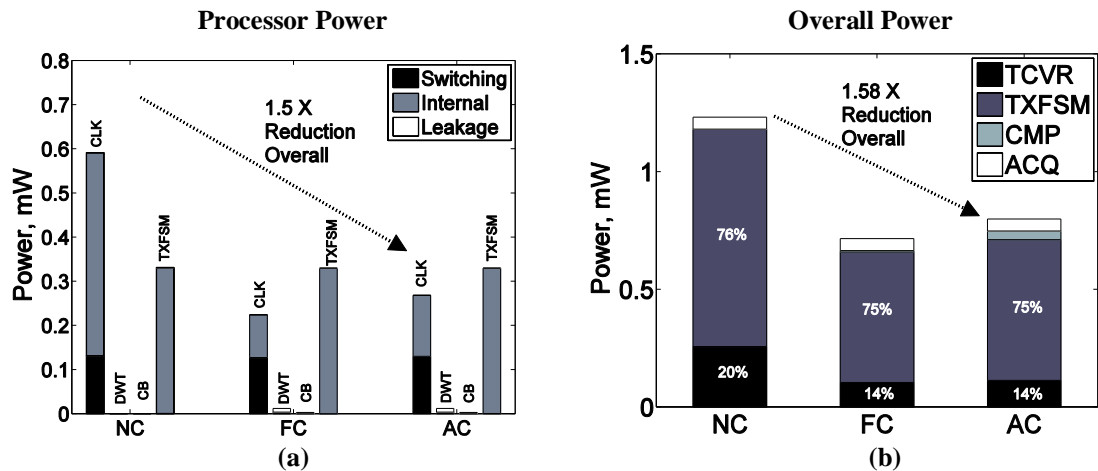 Processor Power
0.8
0.7
0.6
0.5
0.4
0.3
0.2
0.1
0
Power, mW
Switching
Internal
Leakage
1.5 X
Reduction
Overall
CLK
DWT
CB
TXFSM
CLK
DWT
CB
TXFSM
CLK
DWT
CB
TXFSM
NC
FC
AC
(a)
Overall Power
1.5
1
0.5
0
Power, mW
TCVR
TXFSM
CMP
ACQ
1.58 X
Reduction
Overall
76%
20%
75%
14%
75%
14%
NC
FC
AC
(b)